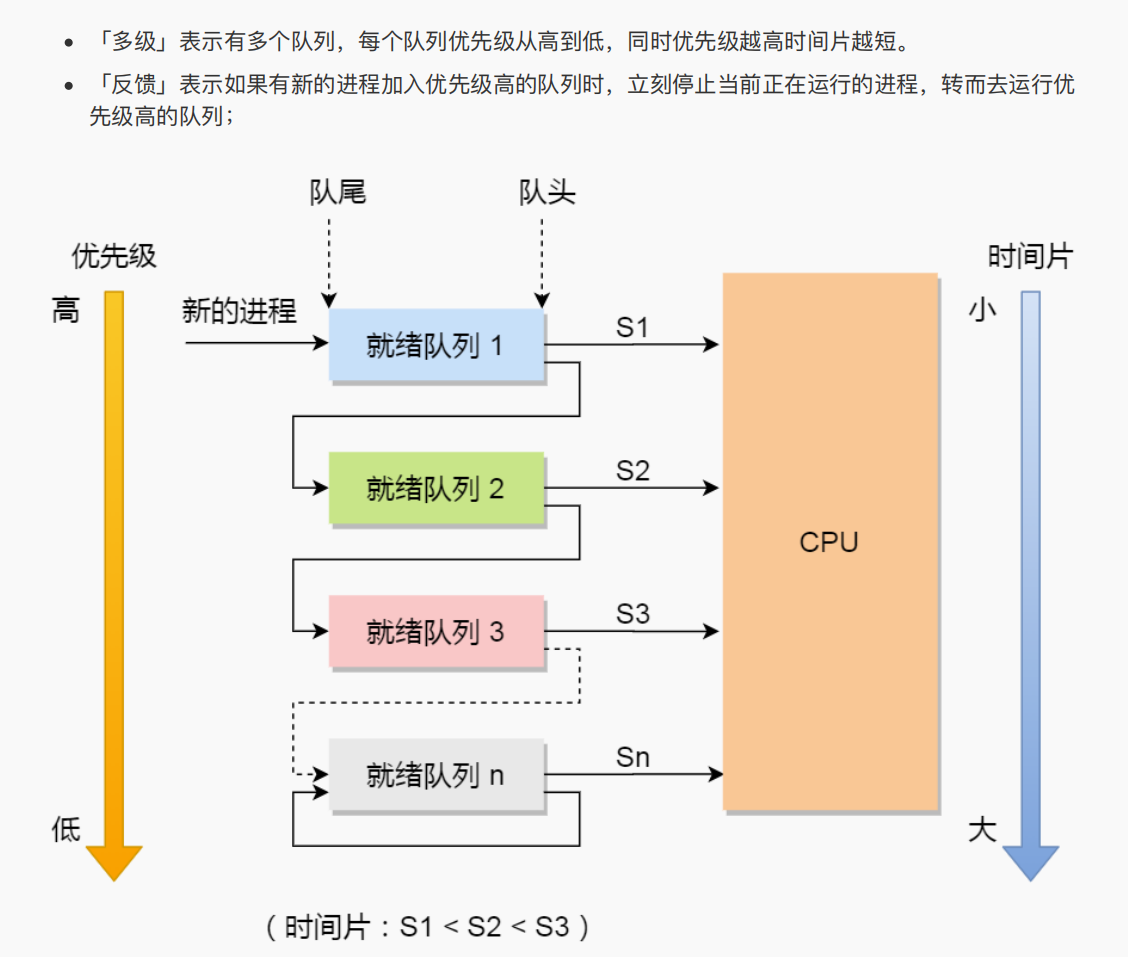 「多级」表示有多个队列，每个队列优先级从高到低，同时优先级越高时间片越短。
「反馈」表示如果有新的进程加入优先级高的队列时，立刻停止当前正在运行的进程，转而去运行优
先级高的队列；
队尾
队头
优先级
时间片
高
新的进程
小
就绪队列 1
S1
就绪队列 2
S2
CPU
就绪队列 3
S3
就绪队列 n
Sn
低
大
（ 时间片：S1 < S2 < S3 ）